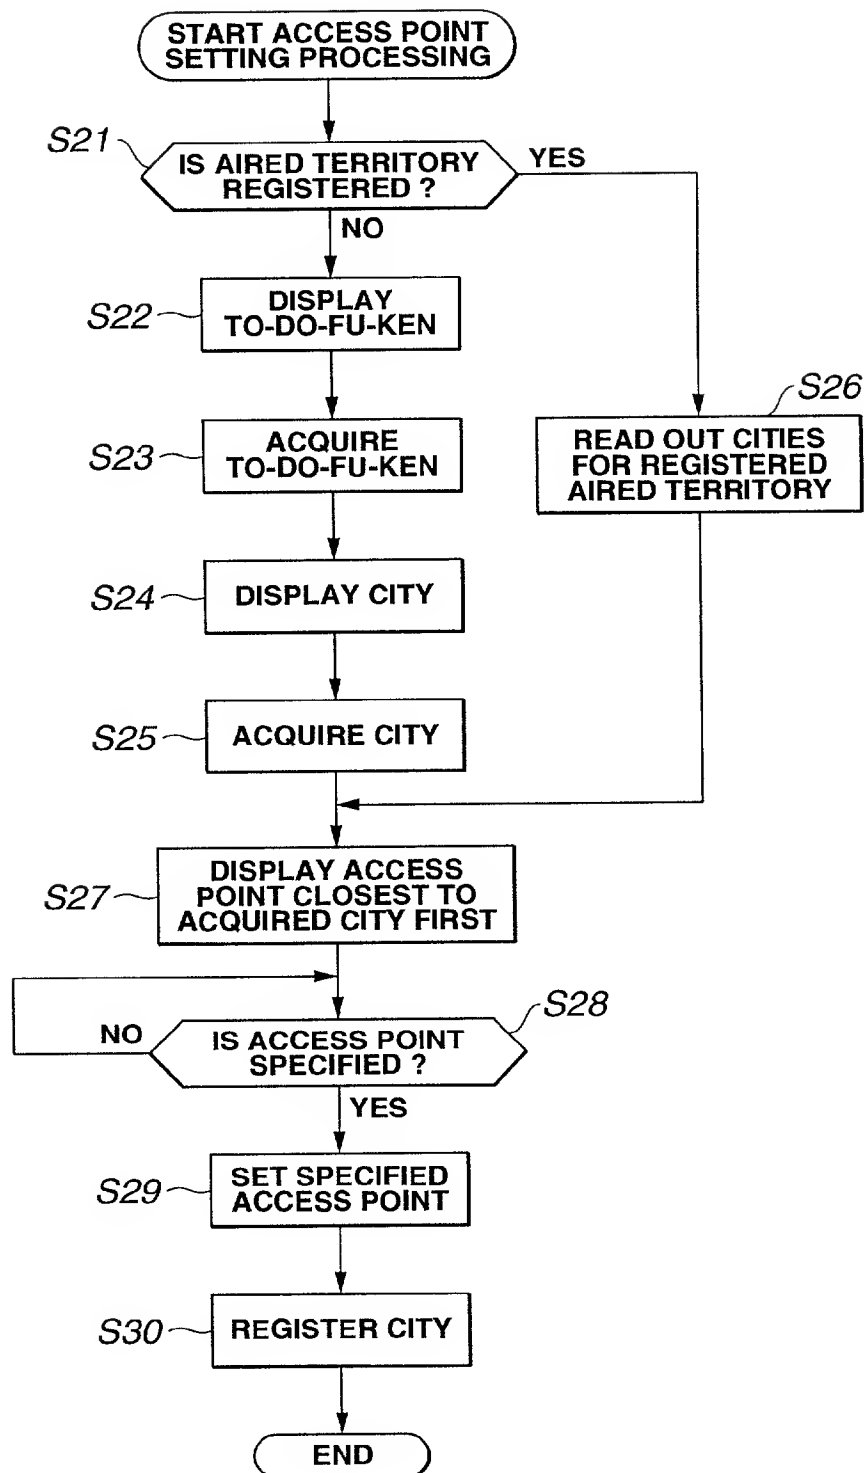 START ACCESS POINT
SETTING PROCESSING
S21
IS AIRED TERRITORY
REGISTERED ?
YES
NO
S22
DISPLAY
TO-DO-FU-KEN
S26
READ OUT CITIES
FOR REGISTERED
AIRED TERRITORY
S23
ACQUIRE
TO-DO-FU-KEN
S24
DISPLAY CITY
S25
ACQUIRE CITY
S27
DISPLAY ACCESS
POINT CLOSEST TO
ACQUIRED CITY FIRST
S28
NO
IS ACCESS POINT
SPECIFIED ?
YES
S29
SET SPECIFIED
ACCESS POINT
S30
REGISTER CITY
END